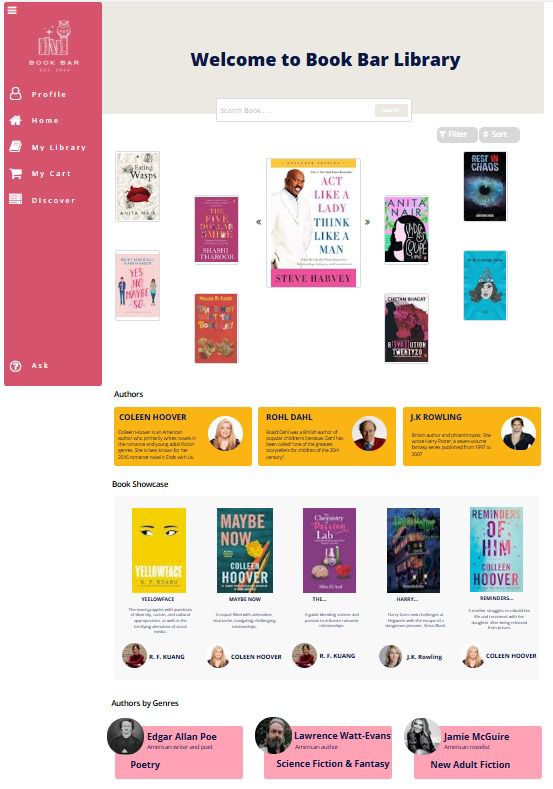 BOOK BAR
EST. 2024
Profile
Home
My Library
My Cart
Discover
Ask
Welcome to Book Bar Library
Search Book . . .
Search
Filter
Sort
Eating
Wasps
ANITA NAIR
YES
NO
MAYBE
SO
THE
FIVE
DOLLAR
SMILE
SHASHI
THAROOR
«
ACT
LIKE A
LADY
THINK
LIKE A
MAN
STEVE HARVEY
»
ANITA
NAIR
LADIES
COUPE
CHETAN BHAGAT
REVOLUTION
TWENTY20
REST IN
CHAOS
Authors
COLEEN HOOVER
Colleen Hoover is an American
author who primarily writes novels in
the romance and young adult fiction
genres. She is best known for her
2016 romance novel It Ends with Us.
ROHL DAHL
Roald Dahl was a British author of
popular children's literature. Dahl has
been called "one of the greatest
storytellers for children of the 20th
century".
J.K ROWLING
British author and philanthropist. She
wrote Harry Potter, a seven-volume
fantasy series published from 1997 to
2007
Book Showcase
YELLOWFACE
R. F. KUANG
YEELOWFACE
The novel grapples with questions
of diversity, racism, and cultural
appropriation, as well as the
terrifying alienation of social
media.
R. F. KUANG
MAYBE
NOW
COLLEEN
HOOVER
MAYBE NOW
A sequel filled with adrenaline,
heartache, navigating challenging
relationships.
COLEEN HOOVER
The
Chemistry
of
Passion
Lab
THE...
A guide blending science and
passion to enhance romantic
relationships.
R. F. KUANG
HARRY...
Harry faces new challenges at
Hogwarts with the escape of a
dangerous prisoner, Sirius Black.
J.K. Rowling
REMINDERS
OF
HIM
COLLEEN
HOOVER
REMINDERS...
A mother struggles to rebuild her
life and reconnect with her
daughter after being released
from prison.
COLEEN HOOVER
Authors by Genres
Edgar Allan Poe
American writer and poet
Poetry
Lawrence Watt-Evans
American author
Science Fiction & Fantasy
Jamie McGuire
American novelist
New Adult Fiction